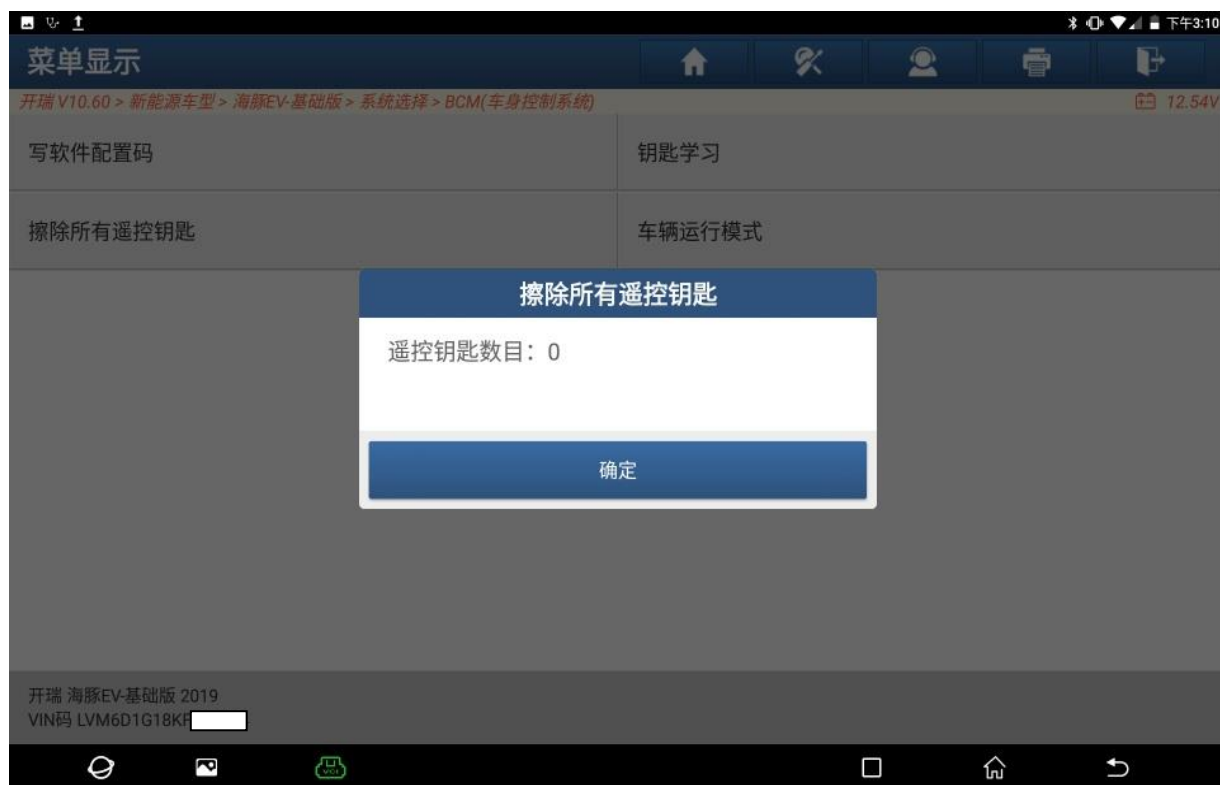 下午3:10
菜单显示
开瑞 V10.60 > 新能源车型 > 海豚EV-基础版 > 系统选择 > BCM(车身控制系统)
12.54V
写软件配置码
钥匙学习
擦除所有遥控钥匙
车辆运行模式
擦除所有遥控钥匙
遥控钥匙数目：0
确定
开瑞 海豚EV-基础版 2019
VIN码 LVM6D1G18KF
VCI